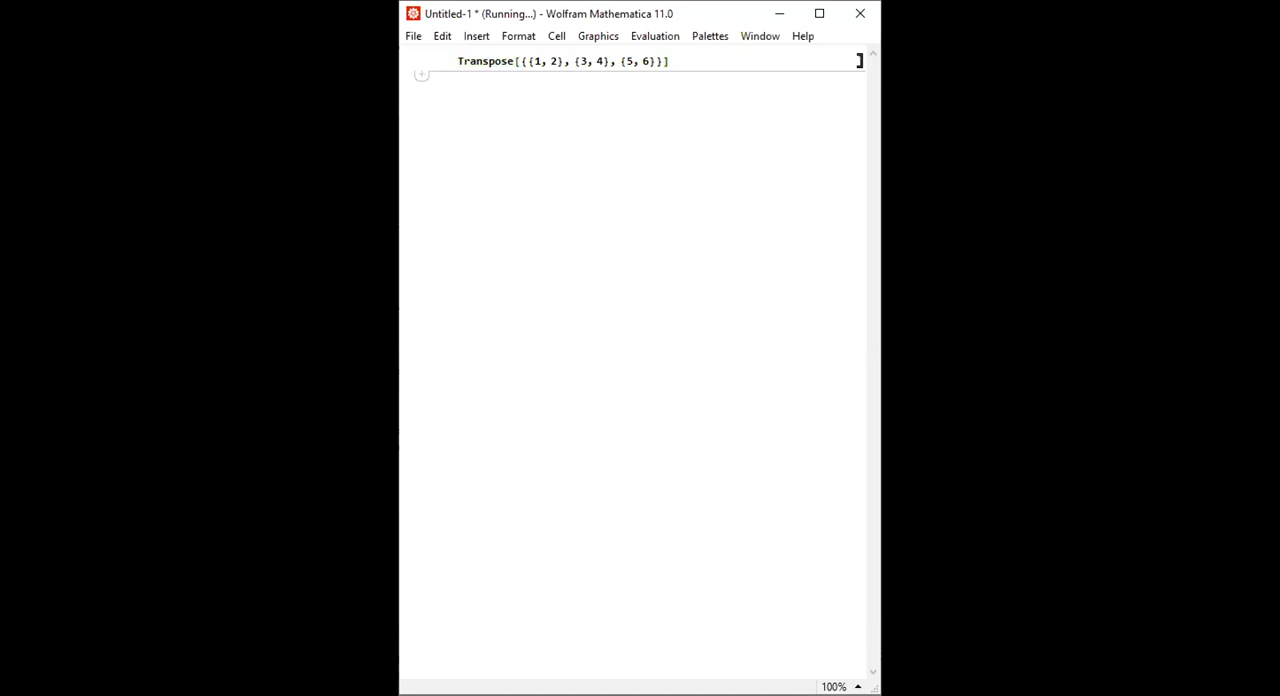 Untitled-1 * (Running...) - Wolfram Mathematica 11.0
File Edit Insert Format Cell Graphics Evaluation Palettes Window Help
Transpose[{{1, 2}, {3, 4}, {5, 6}}]
100%